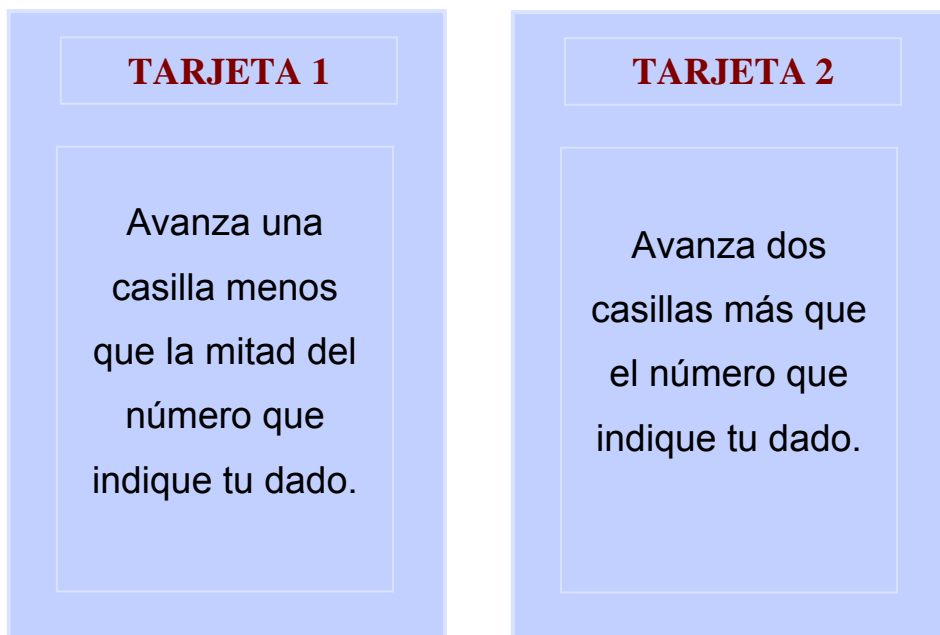 TARJETA 1
Avanza una
casilla menos
que la mitad del
número que
indique tu dado.
TARJETA 2
Avanza dos
casillas más que
el número que
indique tu dado.